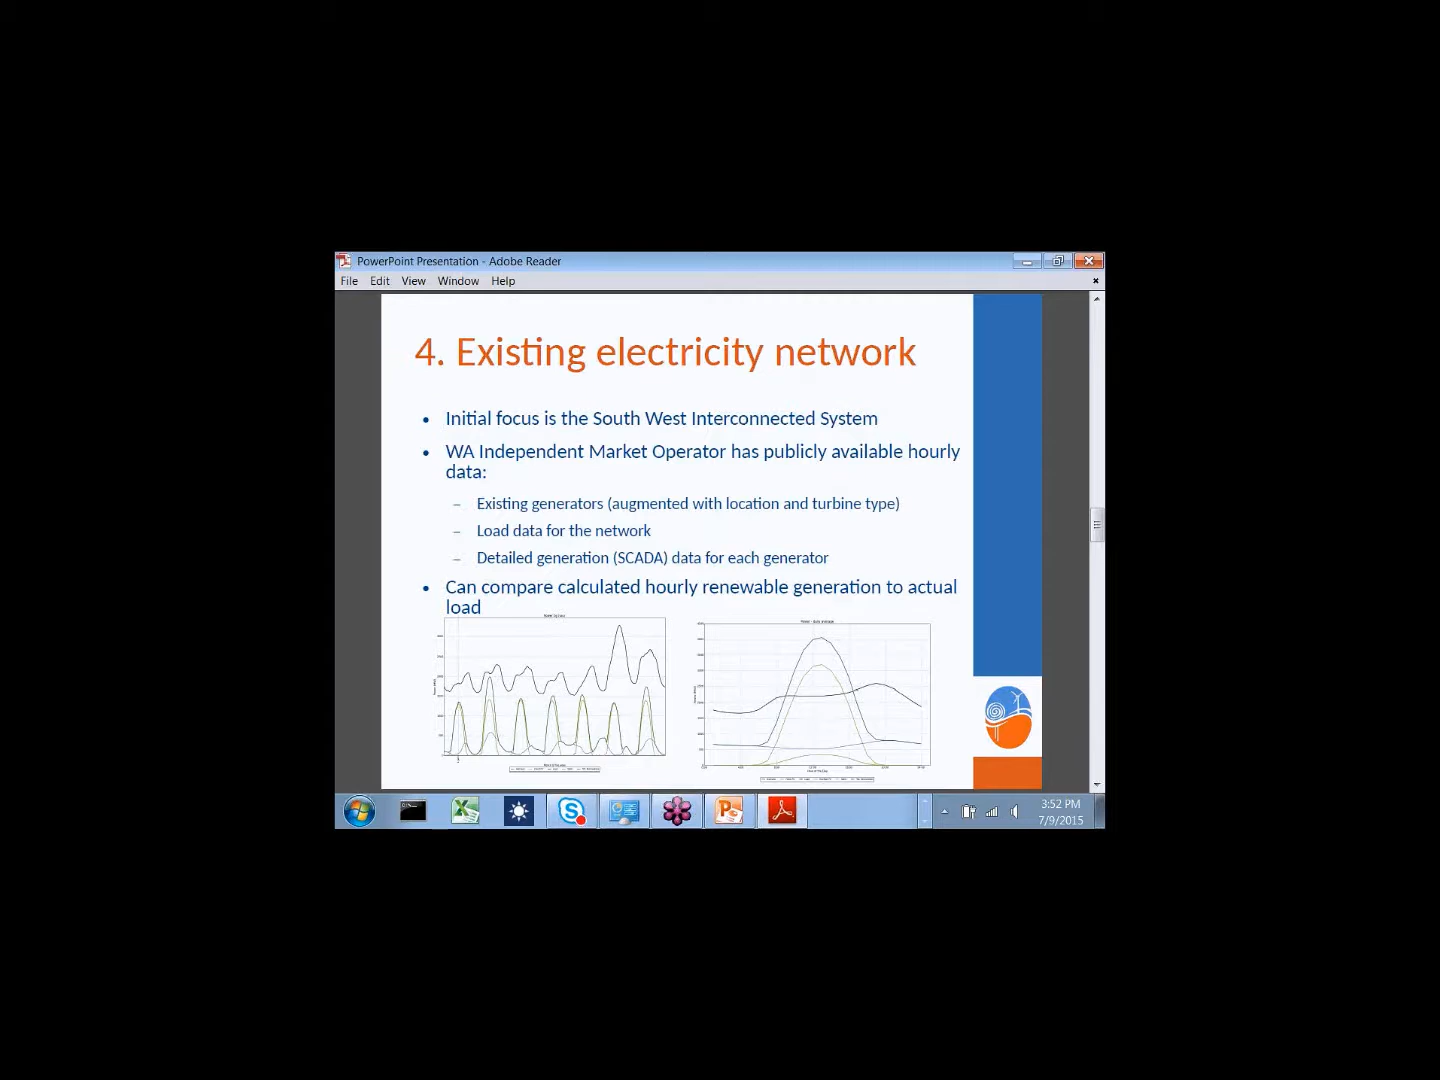 PowerPoint Presentation - Adobe Reader
File Edit View Window Help
4. Existing electricity network
• Initial focus is the South West Interconnected System
• WA Independent Market Operator has publicly available hourly
data:
– Existing generators (augmented with location and turbine type)
– Load data for the network
– Detailed generation (SCADA) data for each generator
• Can compare calculated hourly renewable generation to actual
load
3:52 PM
7/9/2015